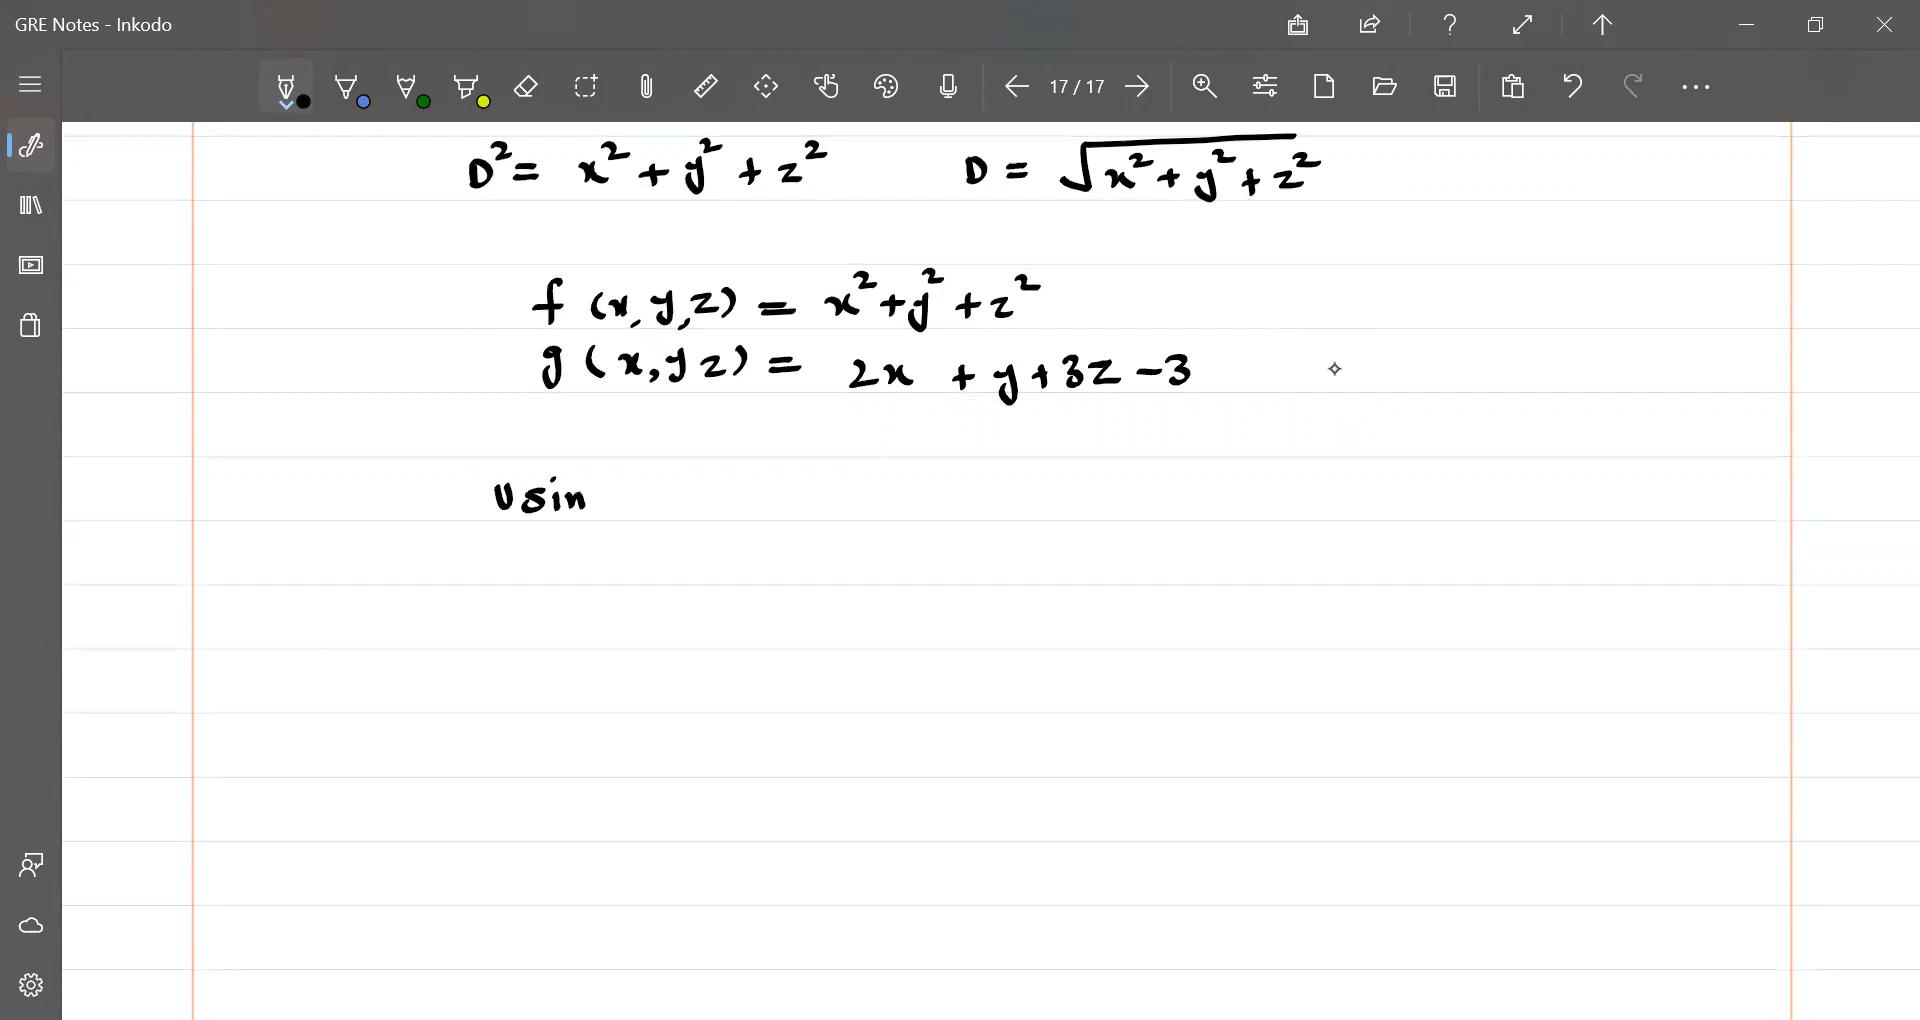 GRE Notes - Inkodo
17 / 17
D² = x² + y² + z² D = √x² + y² + z²
f (x, y, z) = x² + y² + z²
g (x, y z) = 2x + y + 3z - 3
Usin